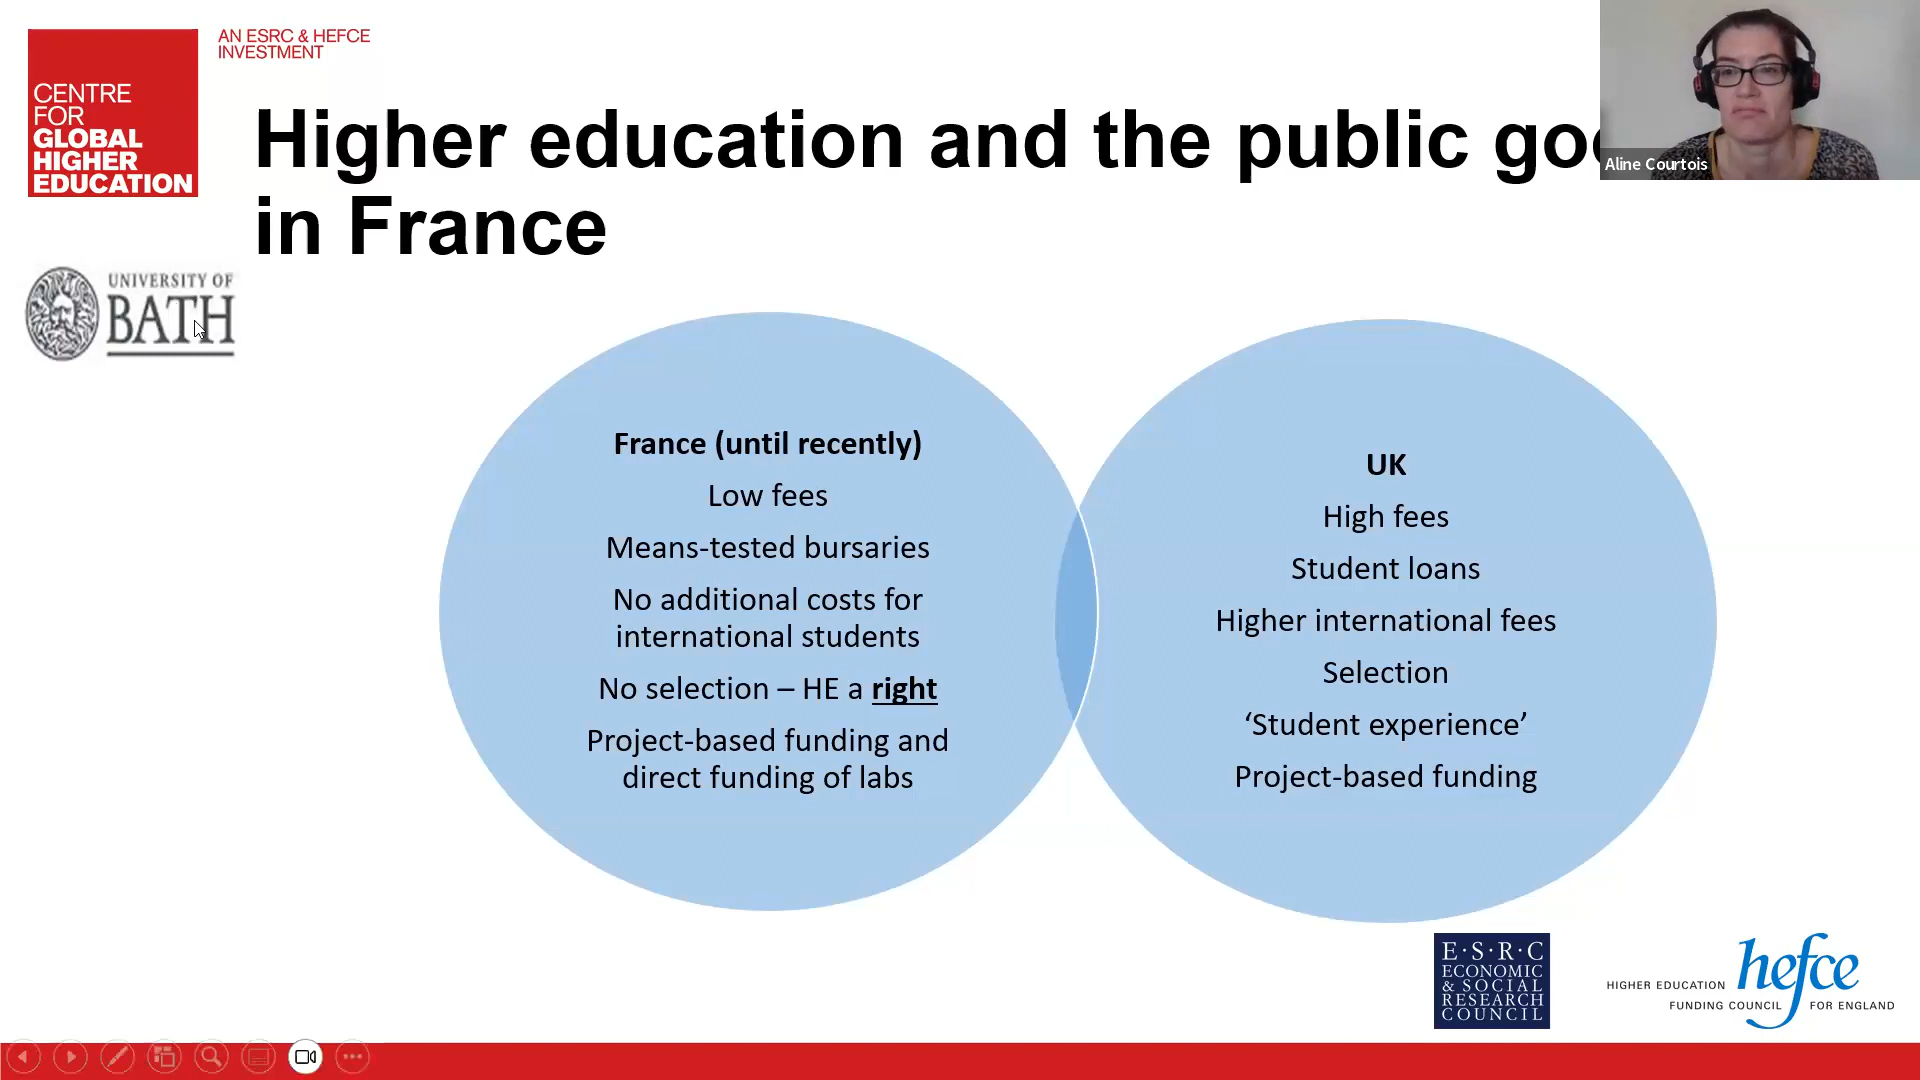 AN ESRC & HEFCE
INVESTMENT
CENTRE
FOR
GLOBAL
HIGHER
EDUCATION
Higher education and the public go
in France
Aline Courtois
UNIVERSITY OF
BATH
France (until recently)
Low fees
Means-tested bursaries
No additional costs for
international students
No selection – HE a right
Project-based funding and
direct funding of labs
UK
High fees
Student loans
Higher international fees
Selection
‘Student experience’
Project-based funding
E·S·R·C
ECONOMIC
& SOCIAL
RESEARCH
COUNCIL
hefce
HIGHER EDUCATION
FUNDING COUNCIL FOR ENGLAND